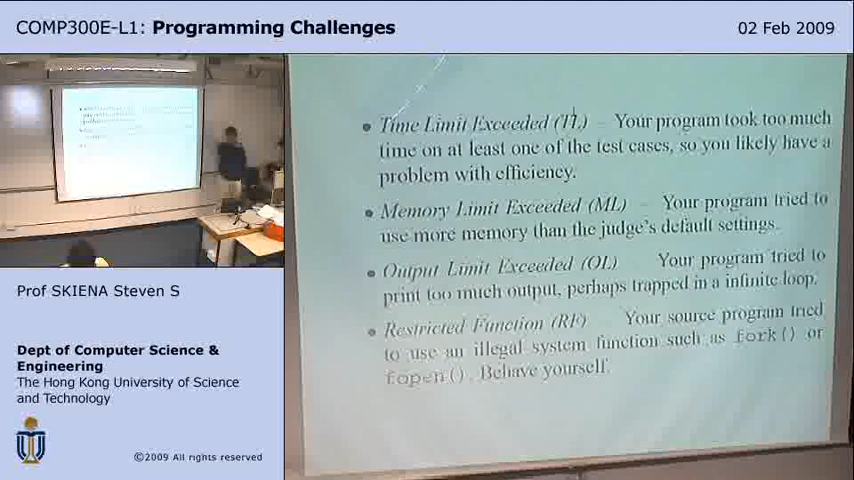 COMP300E-L1: Programming Challenges
02 Feb 2009
• Time Limit Exceeded (TL) – Your program took too much
time on at least one of the test cases, so you likely have a
problem with efficiency.
• Memory Limit Exceeded (ML) – Your program tried to
use more memory than the judge's default settings.
• Output Limit Exceeded (OL) Your program tried to
print too much output, perhaps trapped in a infinite loop.
• Restricted Function (RF) Your source program tried
to use an illegal system function such as fork() or
fopen(). Behave yourself.
Prof SKIENA Steven S
Dept of Computer Science &
Engineering
The Hong Kong University of Science
and Technology
©2009 All rights reserved